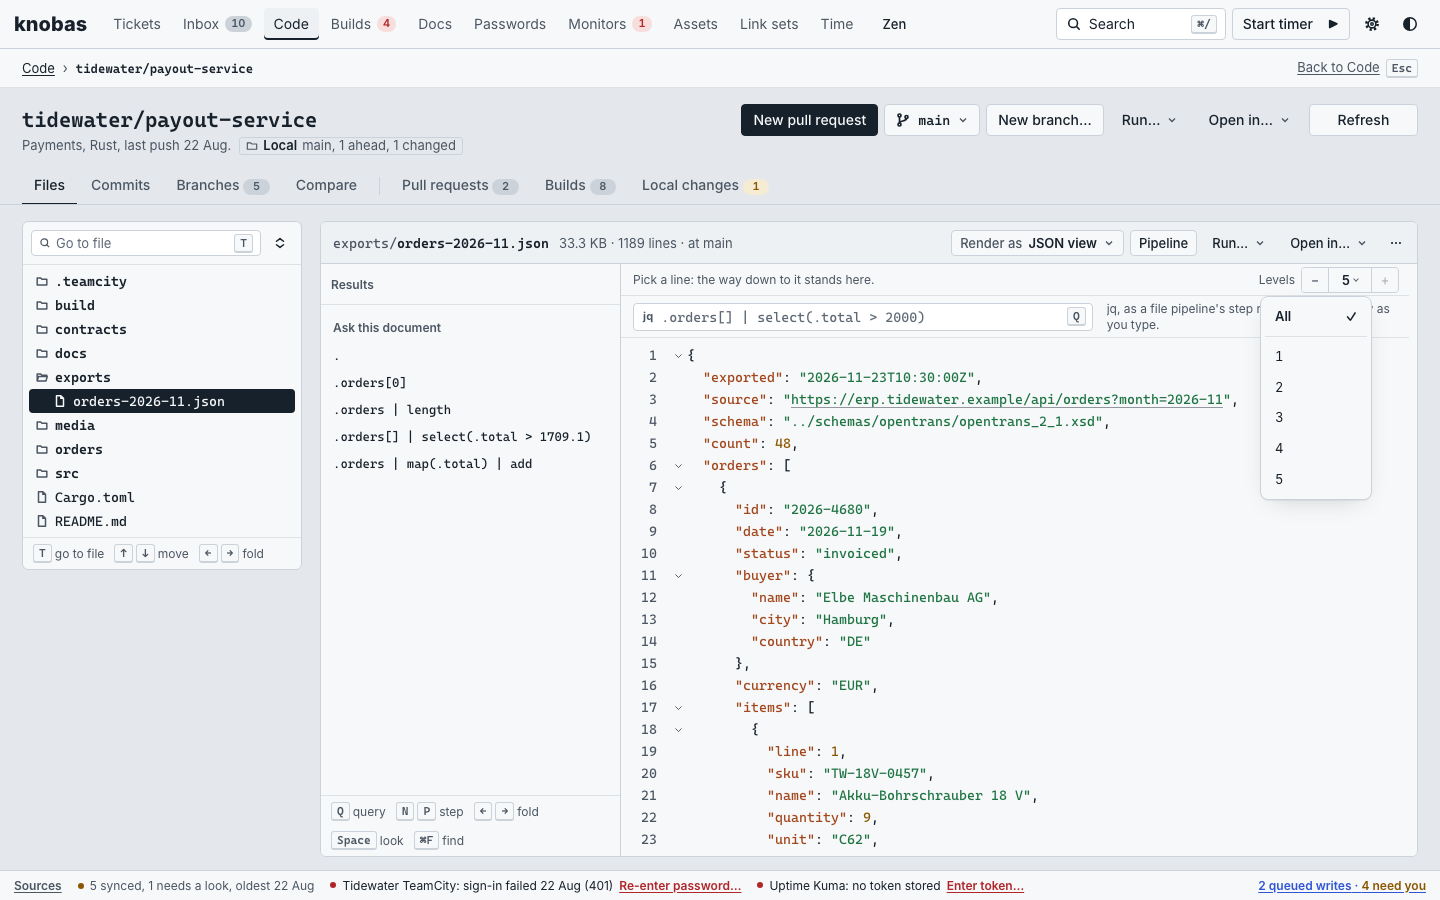 knobas Tickets Inbox 10 Code Builds 4 Docs Passwords Monitors 1 Assets Link sets Time Zen Search ⌘/ Start timer
Code › tidewater/payout-service Back to Code Esc
tidewater/payout-service New pull request main New branch... Run... Open in... Refresh
Payments, Rust, last push 22 Aug. Local main, 1 ahead, 1 changed
Files Commits Branches 5 Compare Pull requests 2 Builds 8 Local changes 1
Go to file T
.teamcity
build
contracts
docs
exports
orders-2026-11.json
media
orders
src
Cargo.toml
README.md
T go to file ↑ ↓ move ← → fold
exports/orders-2026-11.json 33.3 KB · 1189 lines · at main Render as JSON view Pipeline Run... Open in... ···
Results
Ask this document
.
.orders[0]
.orders | length
.orders[] | select(.total > 1709.1)
.orders | map(.total) | add
Q query N P step ← → fold
Space look ⌘F find
Pick a line: the way down to it stands here. Levels − 5 +
jq .orders[] | select(.total > 2000) Q
jq, as a file pipeline's step as
you type.
All ✓
1
2
3
4
5
1 {
2 "exported": "2026-11-23T10:30:00Z",
3 "source": "https://erp.tidewater.example/api/orders?month=2026-11",
4 "schema": "../schemas/opentrans/opentrans_2_1.xsd",
5 "count": 48,
6 "orders": [
7 {
8 "id": "2026-4680",
9 "date": "2026-11-19",
10 "status": "invoiced",
11 "buyer": {
12 "name": "Elbe Maschinenbau AG",
13 "city": "Hamburg",
14 "country": "DE"
15 },
16 "currency": "EUR",
17 "items": [
18 {
19 "line": 1,
20 "sku": "TW-18V-0457",
21 "name": "Akku-Bohrschrauber 18 V",
22 "quantity": 9,
23 "unit": "C62",
Sources 5 synced, 1 needs a look, oldest 22 Aug Tidewater TeamCity: sign-in failed 22 Aug (401) Re-enter password... Uptime Kuma: no token stored Enter token... 2 queued writes · 4 need you